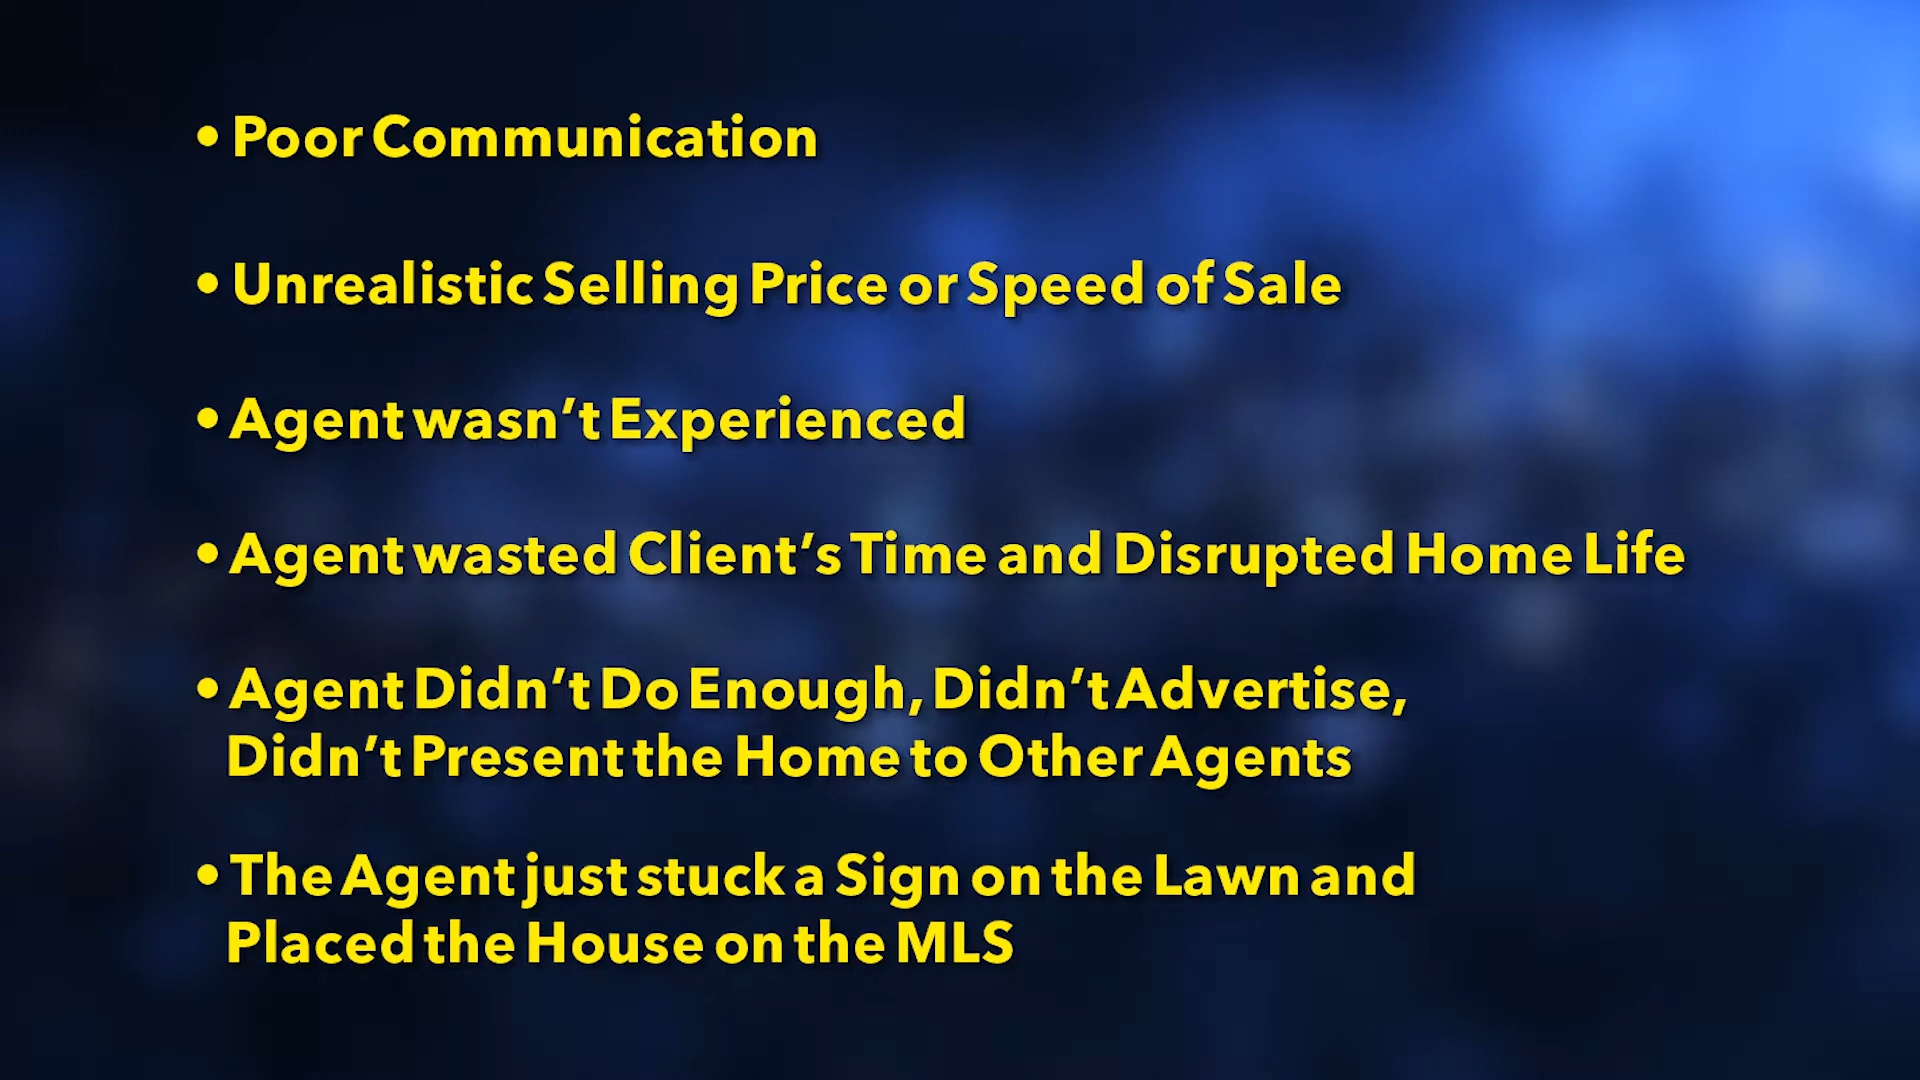 • Poor Communication
• Unrealistic Selling Price or Speed of Sale
• Agent wasn’t Experienced
• Agent wasted Client’s Time and Disrupted Home Life
• Agent Didn’t Do Enough, Didn’t Advertise,
Didn’t Present the Home to Other Agents
• The Agent just stuck a Sign on the Lawn and
Placed the House on the MLS